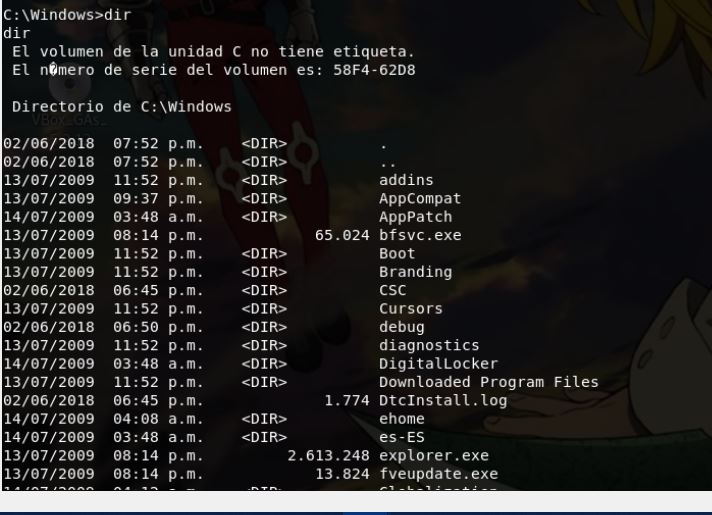 C:\Windows>dir
dir
 El volumen de la unidad C no tiene etiqueta.
 El n�mero de serie del volumen es: 58F4-62D8

 Directorio de C:\Windows

VBox_GAs_
02/06/2018  07:52 p.m.    <DIR>          .
02/06/2018  07:52 p.m.    <DIR>          ..
13/07/2009  11:52 p.m.    <DIR>          addins
13/07/2009  09:37 p.m.    <DIR>          AppCompat
14/07/2009  03:48 a.m.    <DIR>          AppPatch
13/07/2009  08:14 p.m.            65.024 bfsvc.exe
13/07/2009  11:52 p.m.    <DIR>          Boot
13/07/2009  11:52 p.m.    <DIR>          Branding
02/06/2018  06:45 p.m.    <DIR>          CSC
13/07/2009  11:52 p.m.    <DIR>          Cursors
02/06/2018  06:50 p.m.    <DIR>          debug
13/07/2009  11:52 p.m.    <DIR>          diagnostics
14/07/2009  03:48 a.m.    <DIR>          DigitalLocker
13/07/2009  11:52 p.m.    <DIR>          Downloaded Program Files
02/06/2018  06:45 p.m.             1.774 DtcInstall.log
14/07/2009  04:08 a.m.    <DIR>          ehome
14/07/2009  03:48 a.m.    <DIR>          es-ES
13/07/2009  08:14 p.m.         2.613.248 explorer.exe
13/07/2009  08:14 p.m.            13.824 fveupdate.exe